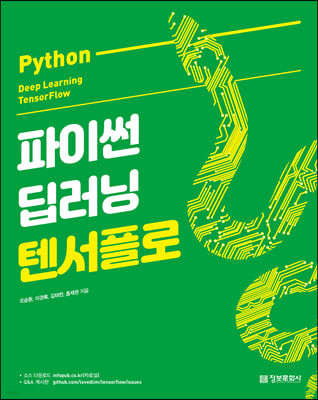 Python
Deep Learning
TensorFlow
파이썬
딥러닝
텐서플로
오승환, 이경록, 김태헌, 홍재권 지음
• 소스 다운로드 infopub.co.kr(자료실)
• Q&A 게시판 github.com/lovedlim/tensorflow/issues
정보문화사